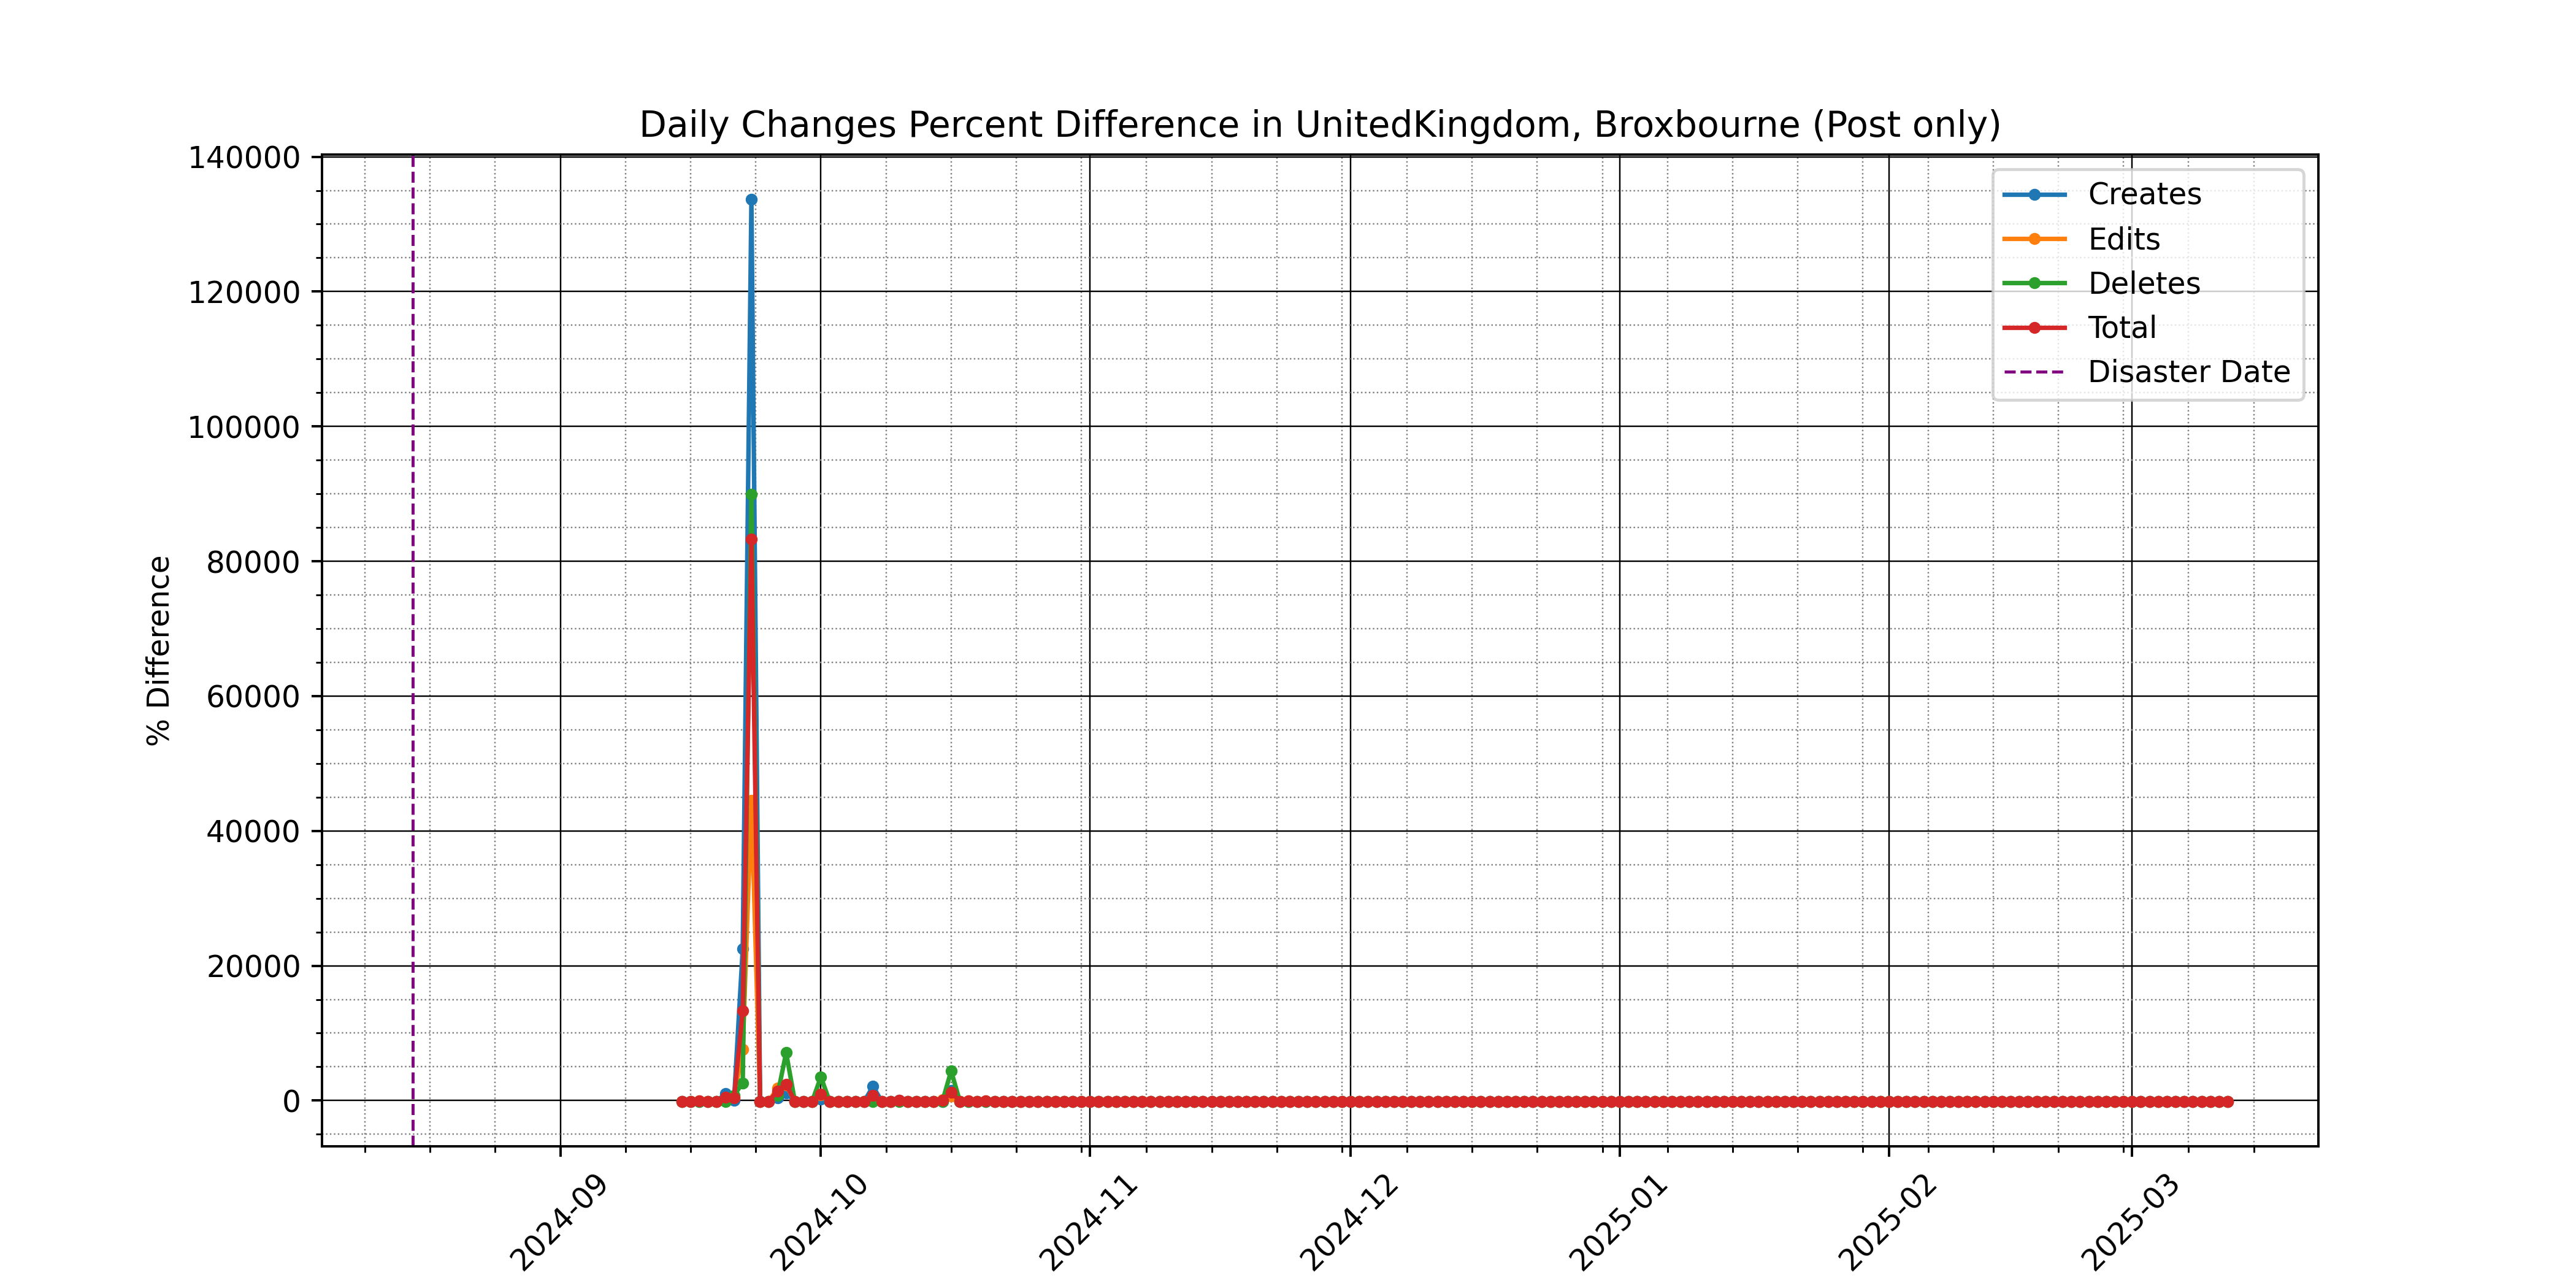 Daily Changes Percent Difference in UnitedKingdom, Broxbourne (Post only)
140000
120000
100000
80000
60000
40000
20000
0
% Difference
Creates
Edits
Deletes
Total
Disaster Date
2024-09
2024-10
2024-11
2024-12
2025-01
2025-02
2025-03